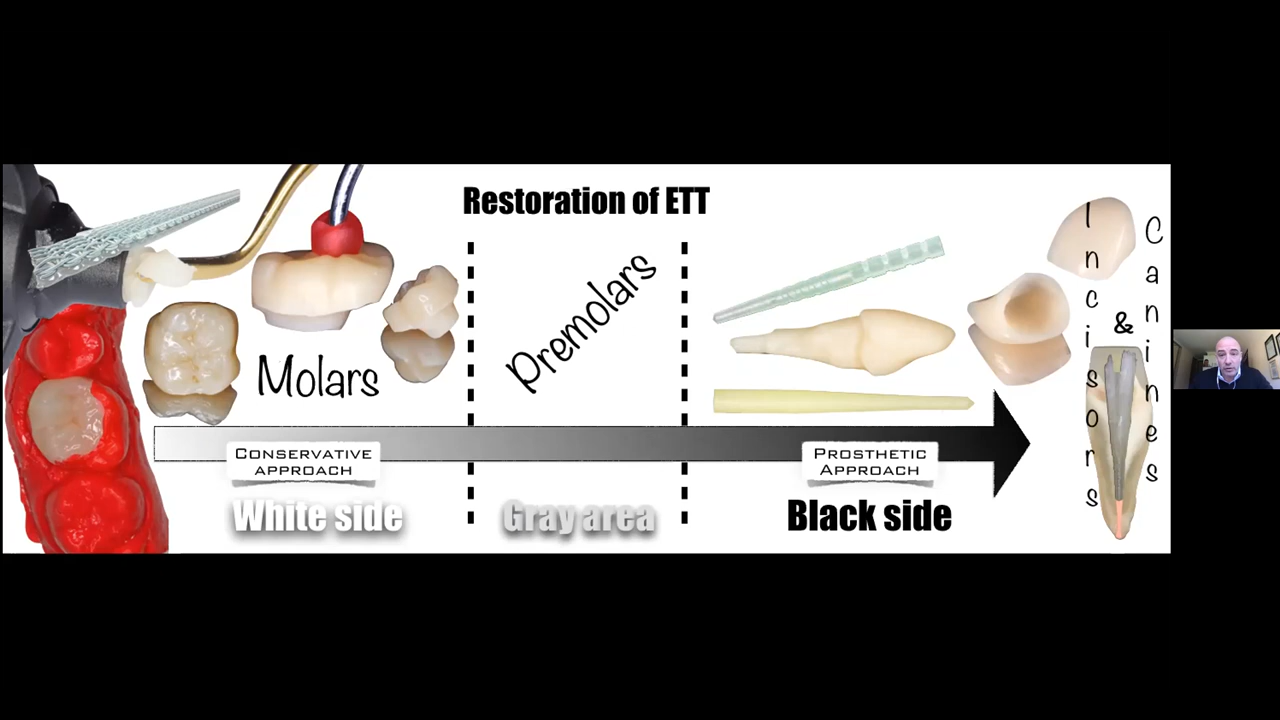 Restoration of ETT
Molars
Premolars
Incisors
&
Canines
CONSERVATIVE
APPROACH
PROSTHETIC
APPROACH
White side
Gray area
Black side